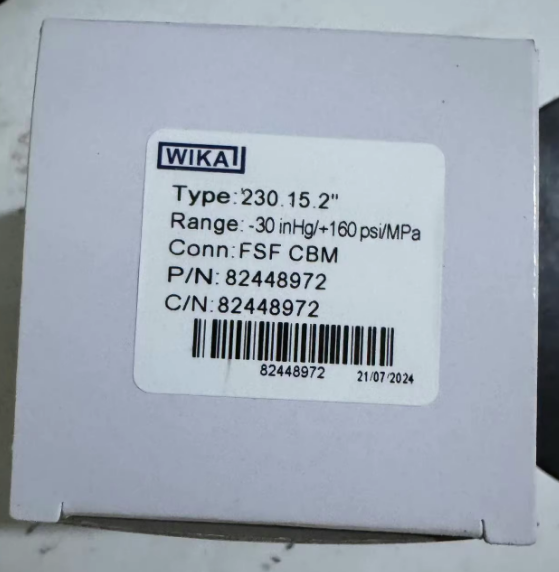 WIKA
Type:230.15.2"
Range: -30 inHg/+160 psi/MPa
Conn:FSF CBM
P/N:82448972
C/N:82448972
82448972 21/07/2024